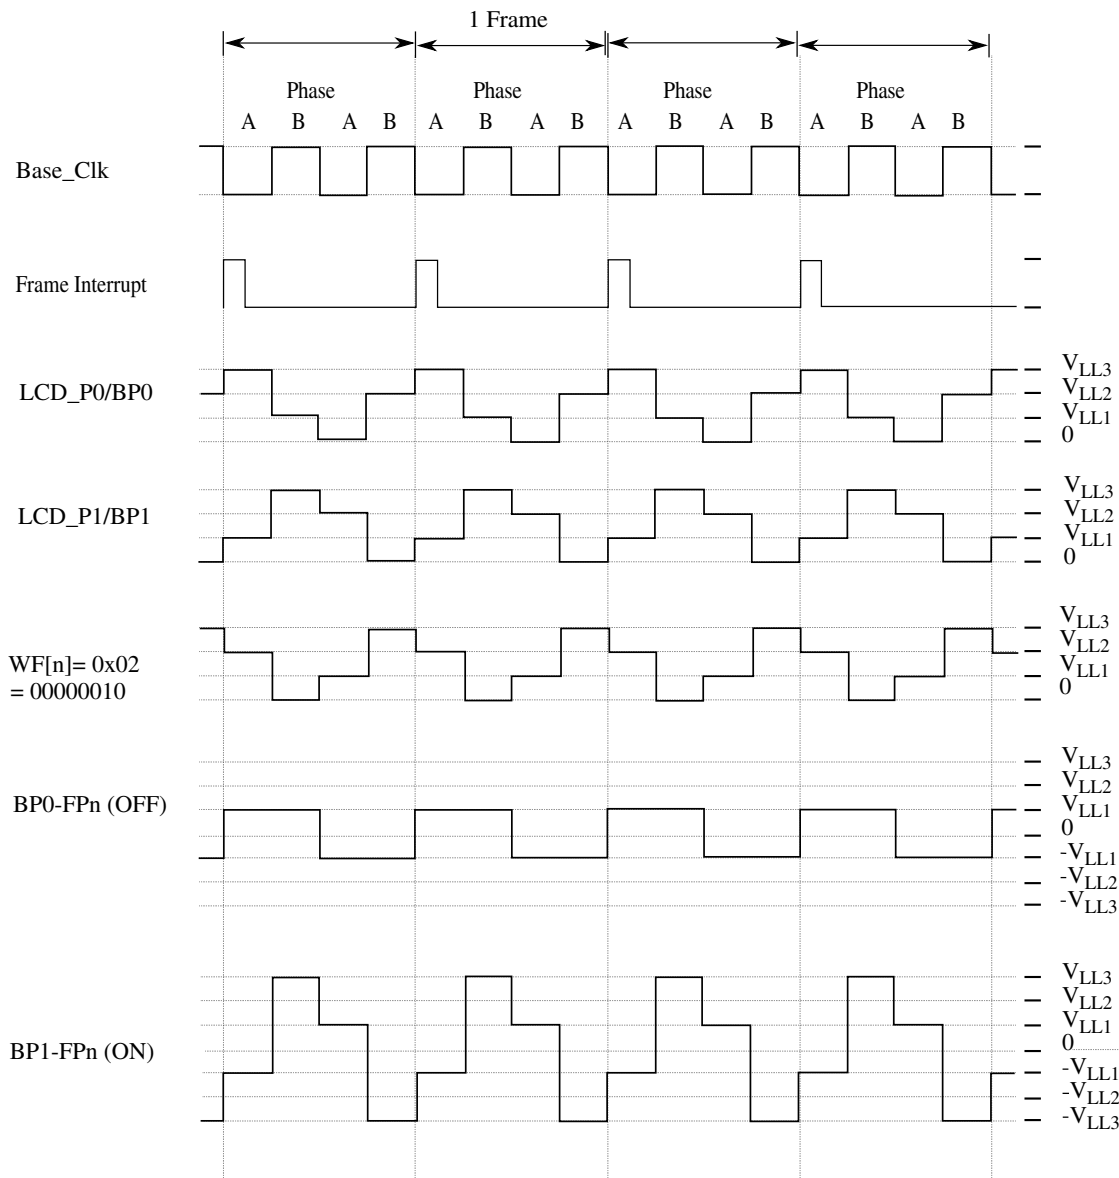 1 Frame
Phase Phase Phase Phase
A B A B A B A B A B A B A B A B
Base_Clk
Frame Interrupt
LCD_P0/BP0
VLL3
VLL2
VLL1
0
LCD_P1/BP1
VLL3
VLL2
VLL1
0
WF[n]= 0x02
= 00000010
VLL3
VLL2
VLL1
0
BP0-FPn (OFF)
VLL3
VLL2
VLL1
0
-VLL1
-VLL2
-VLL3
BP1-FPn (ON)
VLL3
VLL2
VLL1
0
-VLL1
-VLL2
-VLL3